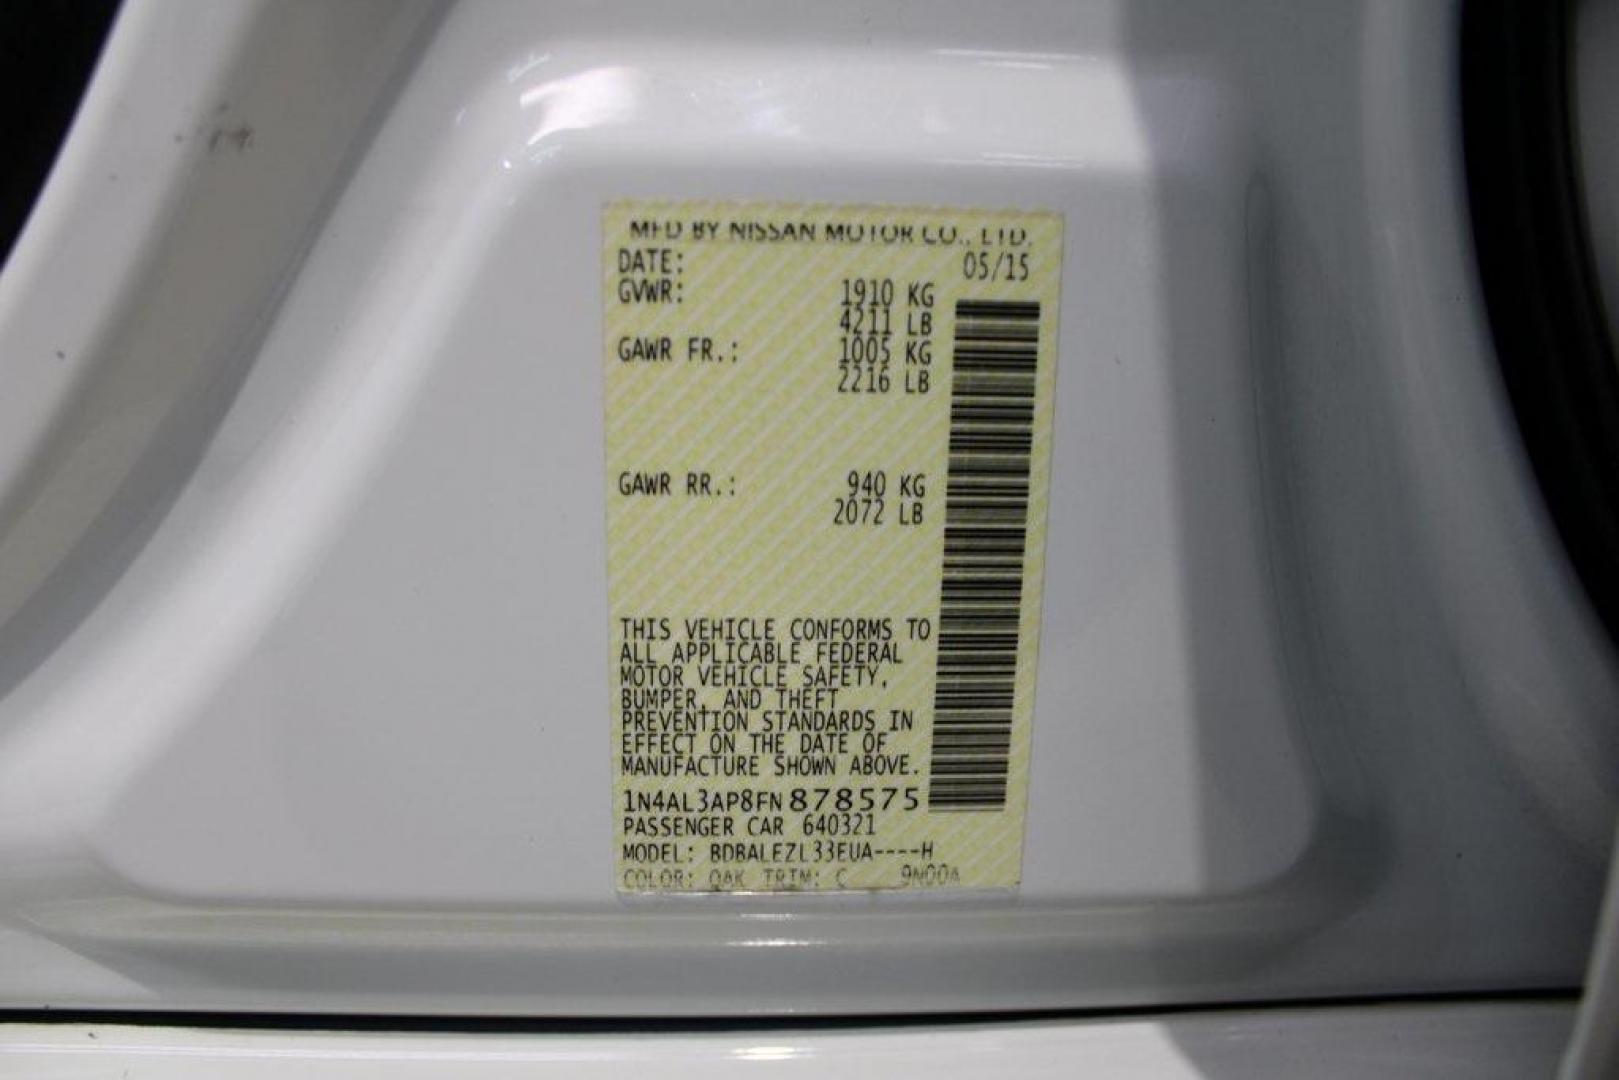 MFD BY NISSAN MOTOR CO., LTD.
DATE: 05/15
GVWR: 1910 KG
4211 LB
GAWR FR.: 1005 KG
2216 LB
GAWR RR.: 940 KG
2072 LB
THIS VEHICLE CONFORMS TO
ALL APPLICABLE FEDERAL
MOTOR VEHICLE SAFETY,
BUMPER, AND THEFT
PREVENTION STANDARDS IN
EFFECT ON THE DATE OF
MANUFACTURE SHOWN ABOVE.
1N4AL3AP8FN878575
PASSENGER CAR 640321
MODEL: BDBALEZL33EUA----H
COLOR: QAK TRIM: C 9N00A